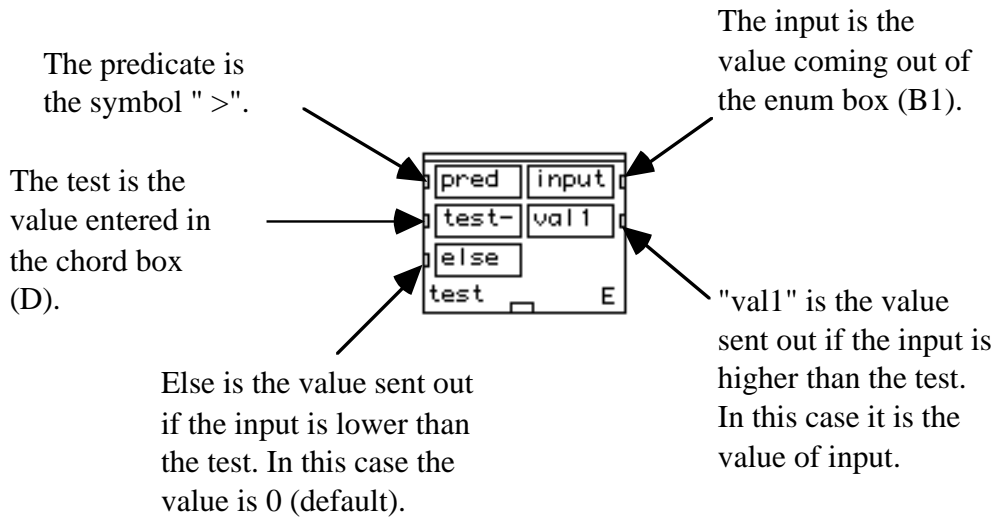 The predicate is
the symbol " >".
The input is the
value coming out of
the enum box (B1).
The test is the
value entered in
the chord box
(D).
pred input
test- val1
else
test E
Else is the value sent out
if the input is lower than
the test. In this case the
value is 0 (default).
"val1" is the value
sent out if the input is
higher than the test.
In this case it is the
value of input.